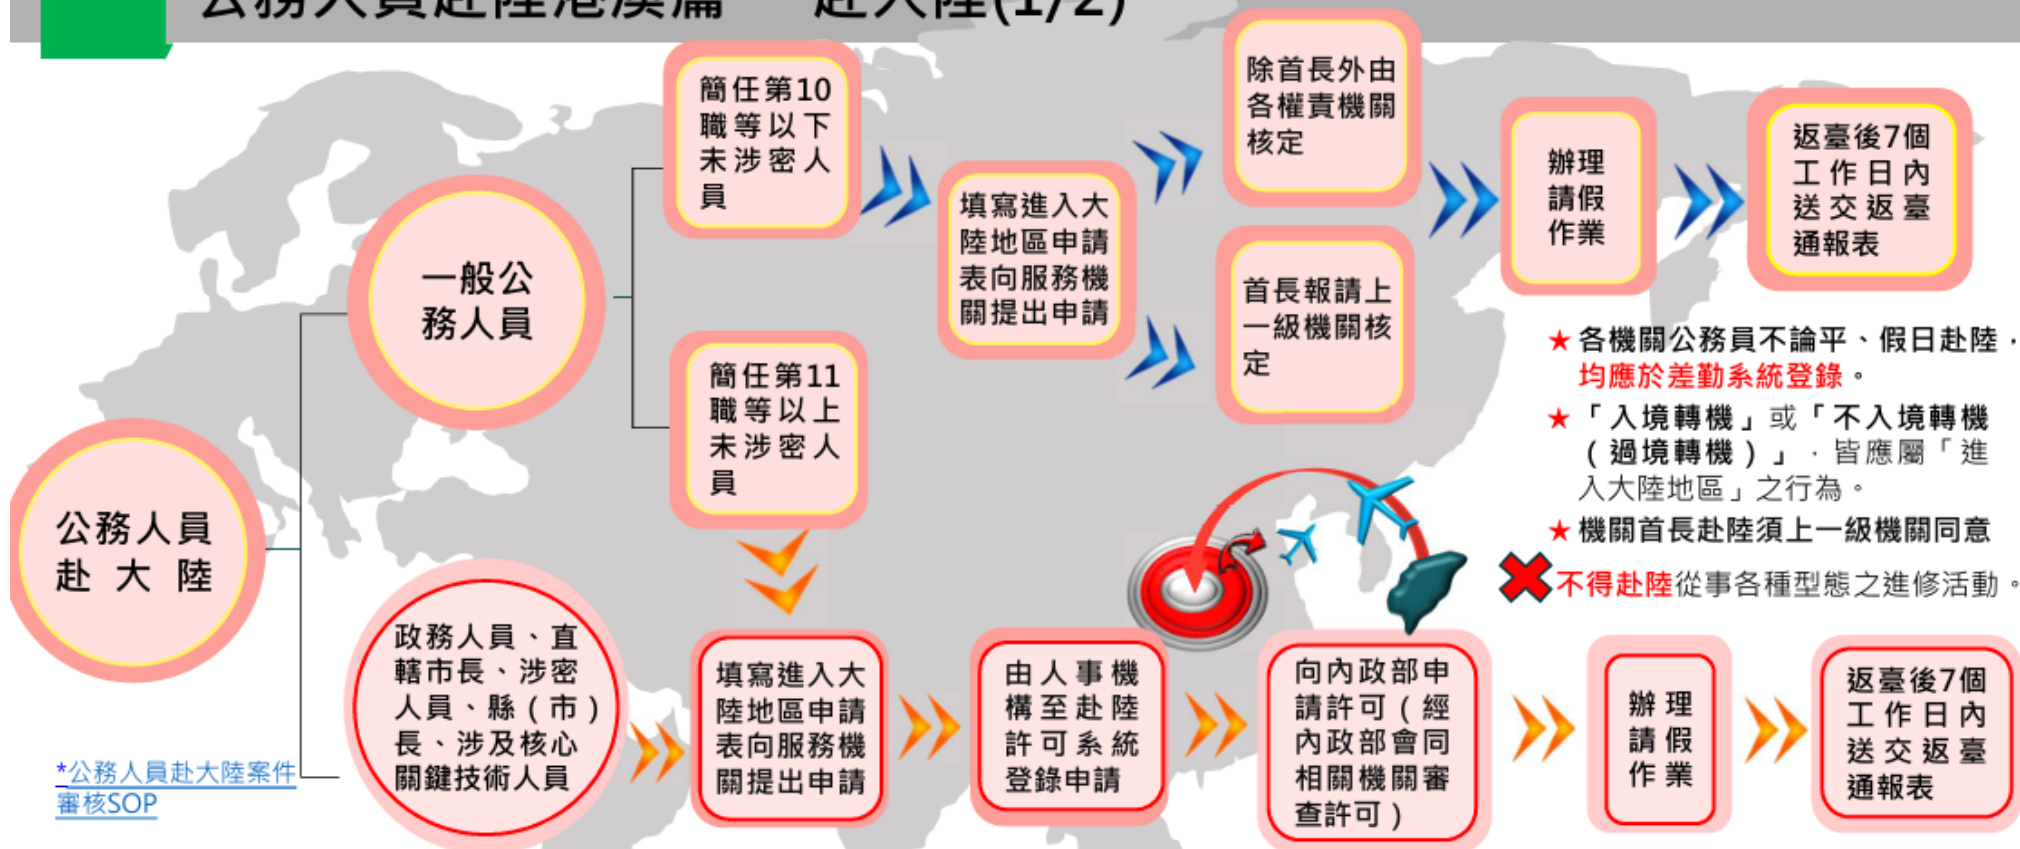 公務人員赴陸港澳篇 赴大陸(1/2)
公務人員
赴大陸
一般公
務人員
簡任第10
職等以下
未涉密人
員
填寫進入大
陸地區申請
表向服務機
關提出申請
除首長外由
各權責機關
核定
首長報請上
一級機關核
定
辦理
請假
作業
返臺後7個
工作日內
送交返臺
通報表
簡任第11
職等以上
未涉密人
員
政務人員、直
轄市長、涉密
人員、縣(市)
長、涉及核心
關鍵技術人員
填寫進入大
陸地區申請
表向服務機
關提出申請
由人事機
構至赴陸
許可系統
登錄申請
向內政部申
請許可(經
內政部會同
相關機關審
查許可)
辦理
請假
作業
返臺後7個
工作日內
送交返臺
通報表
★各機關公務員不論平、假日赴陸，
均應於差勤系統登錄。
★「入境轉機」或「不入境轉機
(過境轉機)」，皆應屬「進
入大陸地區」之行為。
★機關首長赴陸須上一級機關同意
不得赴陸從事各種型態之進修活動。
*公務人員赴大陸案件
審核SOP